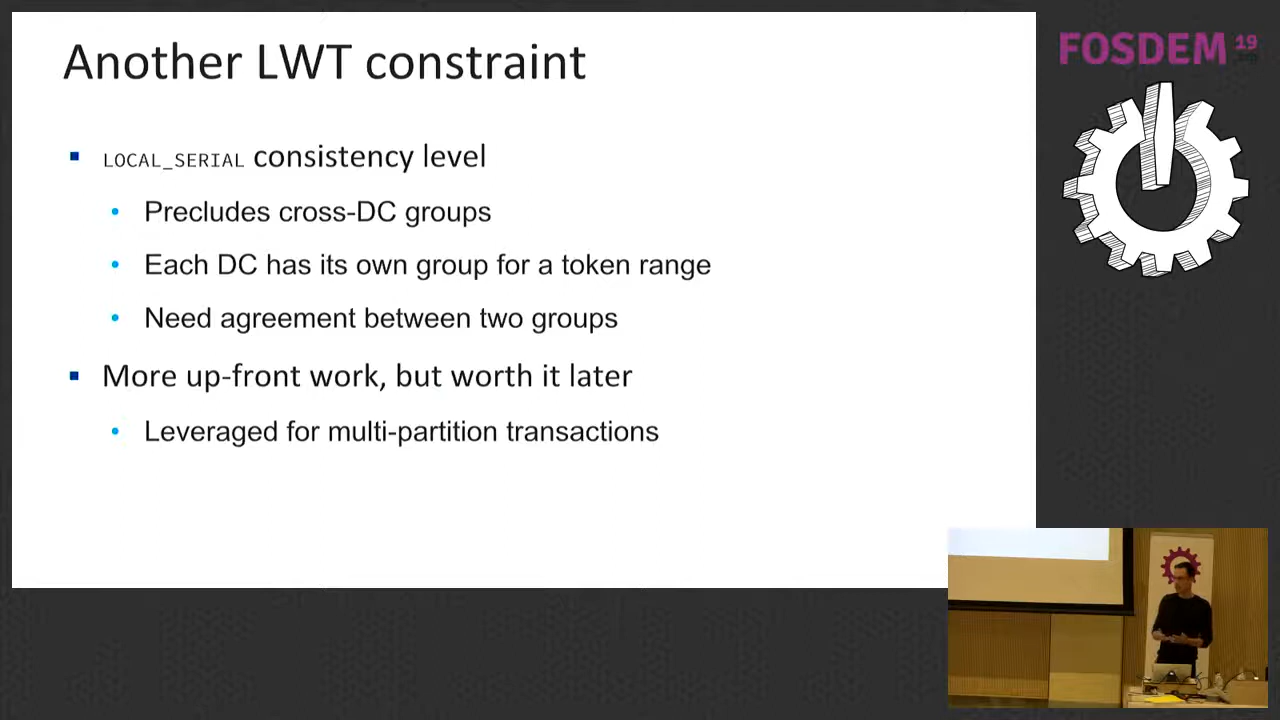 Another LWT constraint
LOCAL_SERIAL consistency level
Precludes cross-DC groups
Each DC has its own group for a token range
Need agreement between two groups
More up-front work, but worth it later
Leveraged for multi-partition transactions
FOSDEM 19
.org